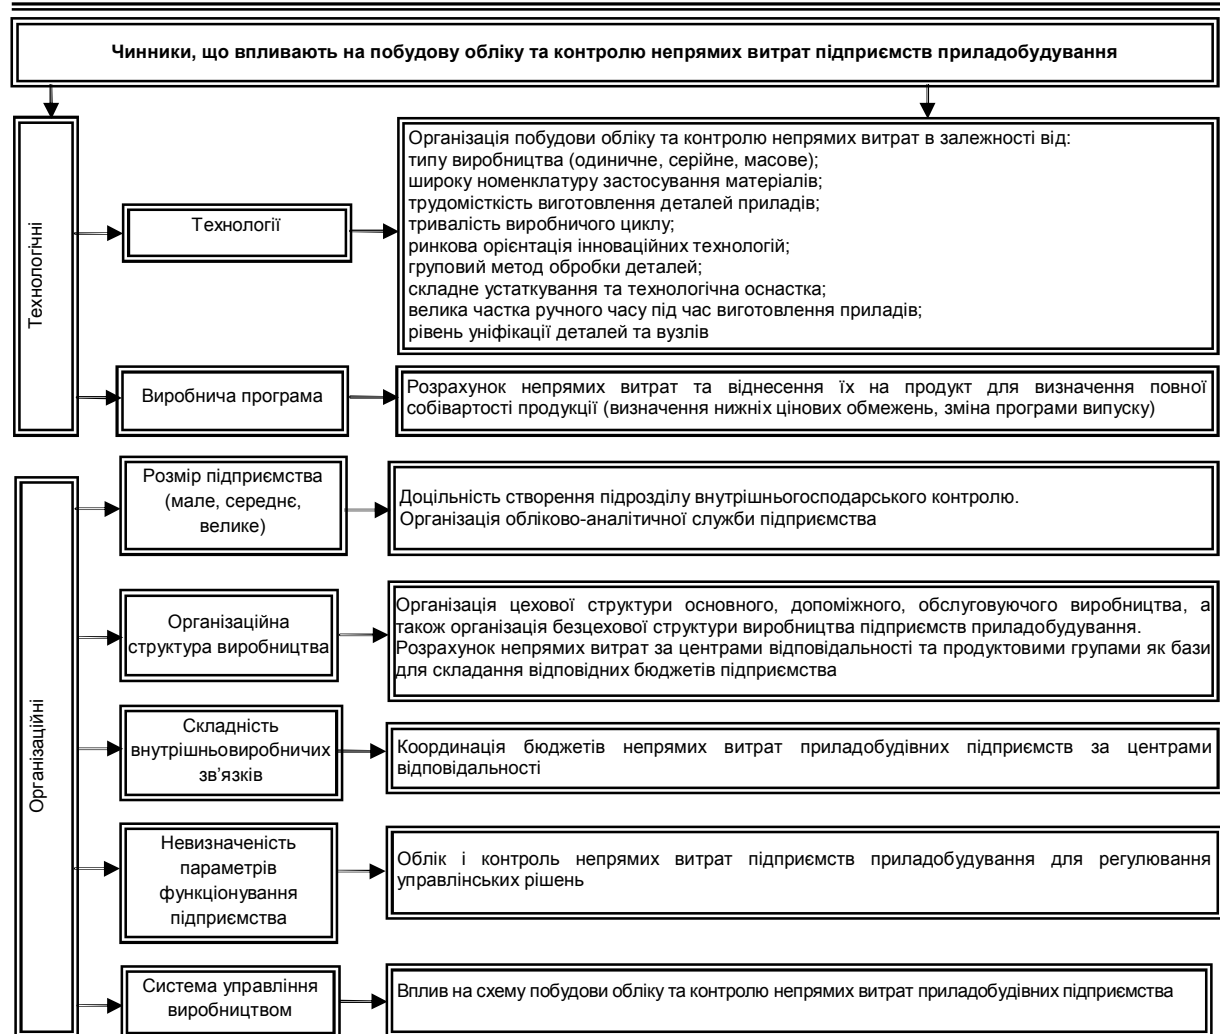 Чинники, що впливають на побудову обліку та контролю непрямих витрат підприємств приладобудування
Технологічні
Технології
Організація побудови обліку та контролю непрямих витрат в залежності від:
типу виробництва (одиничне, серійне, масове);
широку номенклатуру застосування матеріалів;
трудомісткість виготовлення деталей приладів;
тривалість виробничого циклу;
ринкова орієнтація інноваційних технологій;
груповий метод обробки деталей;
складне устаткування та технологічна оснастка;
велика частка ручного часу під час виготовлення приладів;
рівень уніфікації деталей та вузлів
Виробнича програма
Розрахунок непрямих витрат та віднесення їх на продукт для визначення повної
собівартості продукції (визначення нижніх цінових обмежень, зміна програми випуску)
Організаційні
Розмір підприємства
(мале, середнє,
велике)
Доцільність створення підрозділу внутрішньогосподарського контролю.
Організація обліково-аналітичної служби підприємства
Організаційна
структура виробництва
Організація цехової структури основного, допоміжного, обслуговуючого виробництва, а
також організація безцехової структури виробництва підприємств приладобудування.
Розрахунок непрямих витрат за центрами відповідальності та продуктовими групами як бази
для складання відповідних бюджетів підприємства
Складність
внутрішньовиробничих
зв'язків
Координація бюджетів непрямих витрат приладобудівних підприємств за центрами
відповідальності
Невизначеність
параметрів
функціонування
підприємства
Облік і контроль непрямих витрат підприємств приладобудування для регулювання
управлінських рішень
Система управління
виробництвом
Вплив на схему побудови обліку та контролю непрямих витрат приладобудівних підприємства